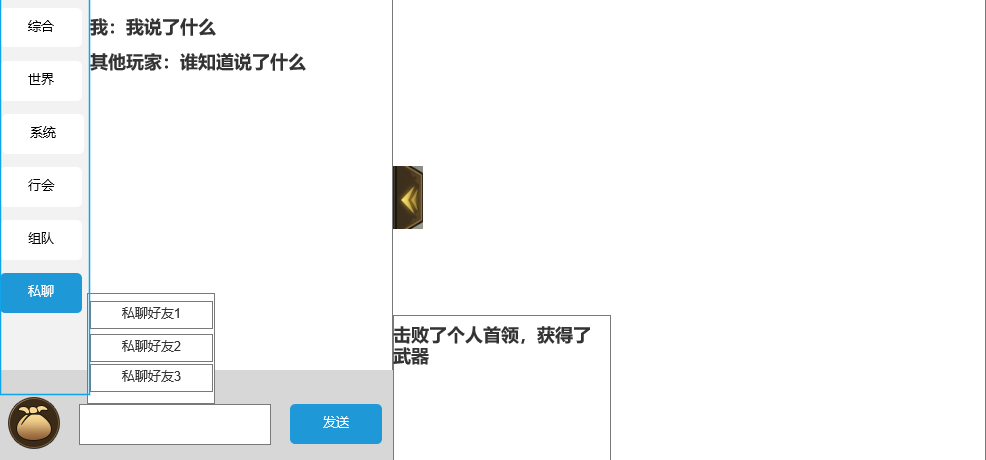 综合
世界
系统
行会
组队
私聊
我：我说了什么
其他玩家：谁知道说了什么
私聊好友1
私聊好友2
私聊好友3
发送
击败了个人首领，获得了
武器